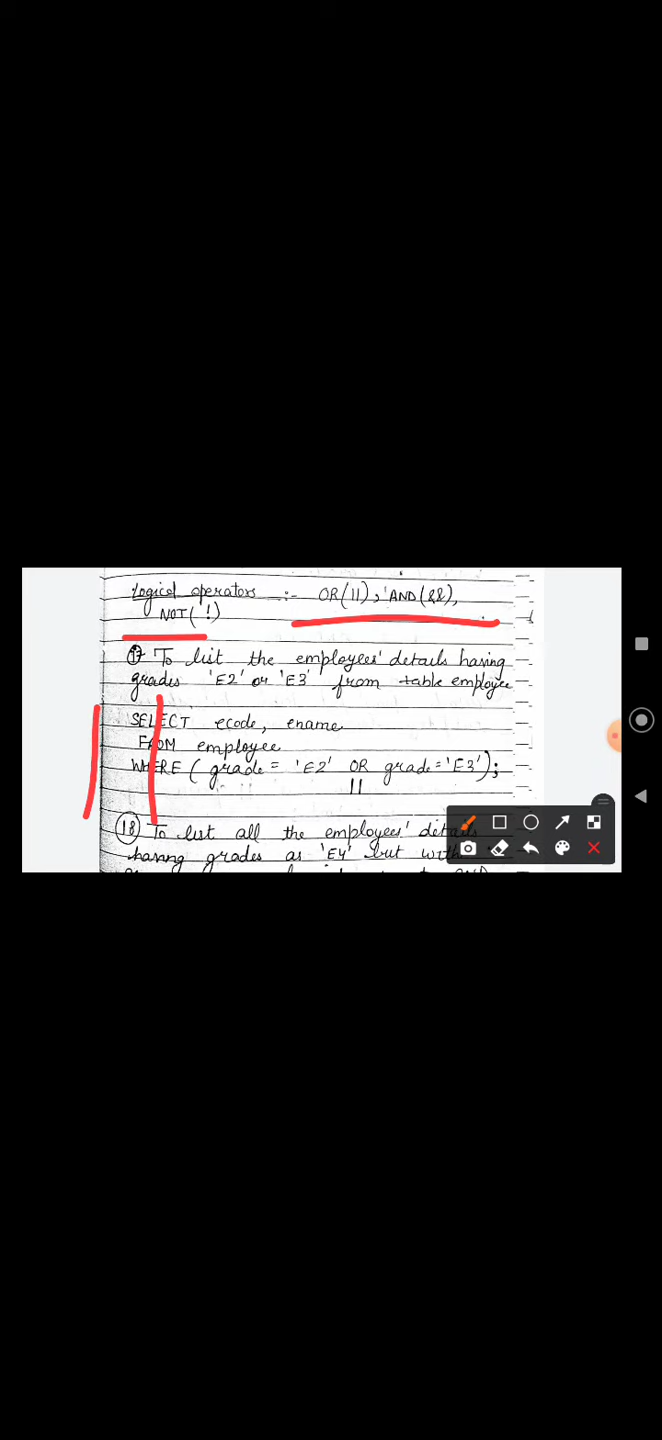 Logical operators :- OR(||), AND(&&),
NOT(!)
17 To list the employees' details having
grades 'E2' or 'E3' from table employee
SELECT ecode, ename
FROM employee
WHERE ( grade = 'E2' OR grade = 'E3');
||
18 To list all the employees' details
having grades as 'E4' but with